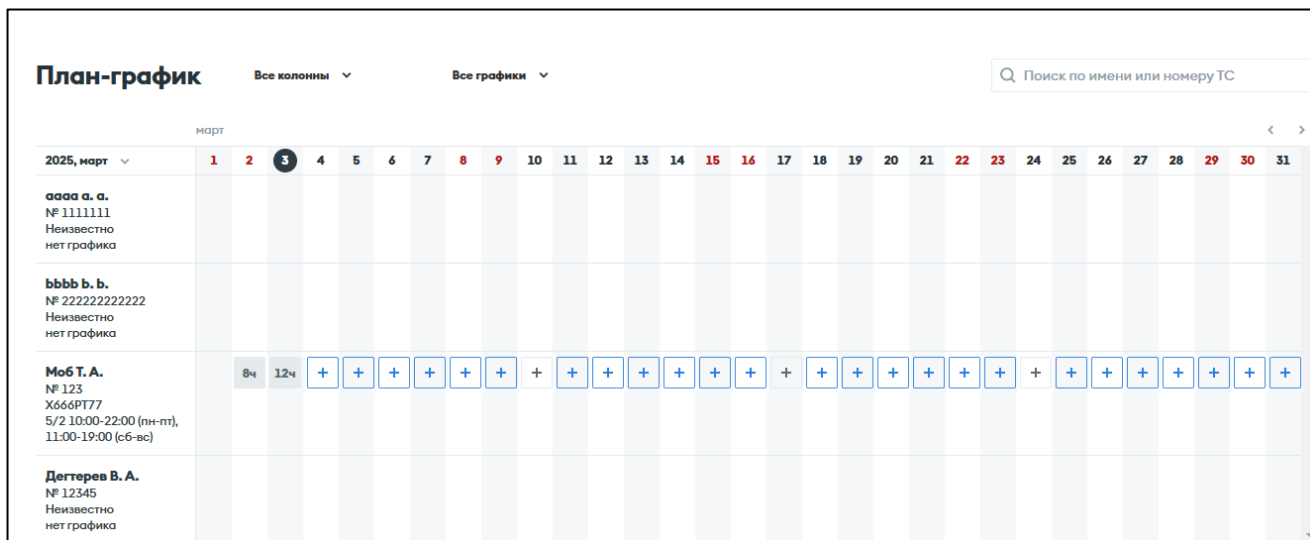 План-график
Все колонны
Все графики
Поиск по имени или номеру ТС
март
2025, март 1 2 3 4 5 6 7 8 9 10 11 12 13 14 15 16 17 18 19 20 21 22 23 24 25 26 27 28 29 30 31
aaaa a. a.
№ 1111111
Неизвестно
нет графика
bbbb b. b.
№ 222222222222
Неизвестно
нет графика
Моб Т. А.
8ч 12ч + + + + + + + + + + + + + + + + + + + + + + + + + + + +
№ 123
Х666РТ77
5/2 10:00-22:00 (пн-пт),
11:00-19:00 (сб-вс)
Дегтерев В. А.
№ 12345
Неизвестно
нет графика